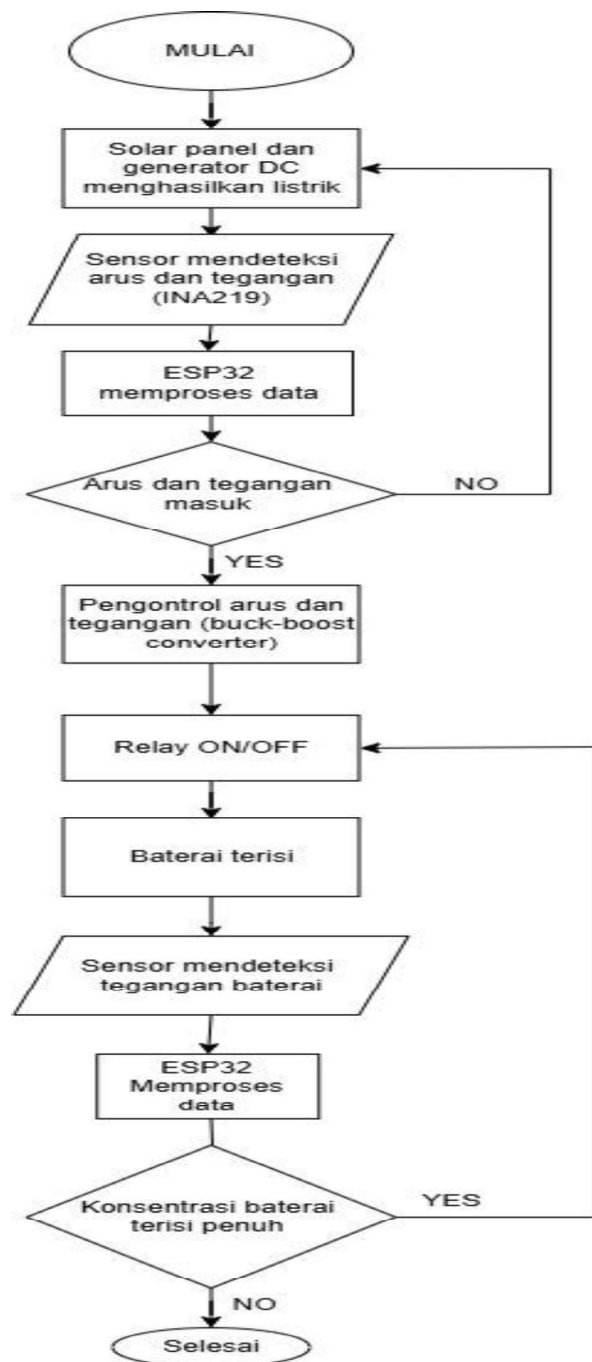 MULAI
Solar panel dan
generator DC
menghasilkan listrik
Sensor mendeteksi
arus dan tegangan
(INA219)
ESP32
memproses data
Arus dan tegangan
masuk
NO
YES
Pengontrol arus dan
tegangan (buck-boost
converter)
Relay ON/OFF
Baterai terisi
Sensor mendeteksi
tegangan baterai
ESP32
Memproses
data
Konsentrasi baterai
terisi penuh
YES
NO
Selesai